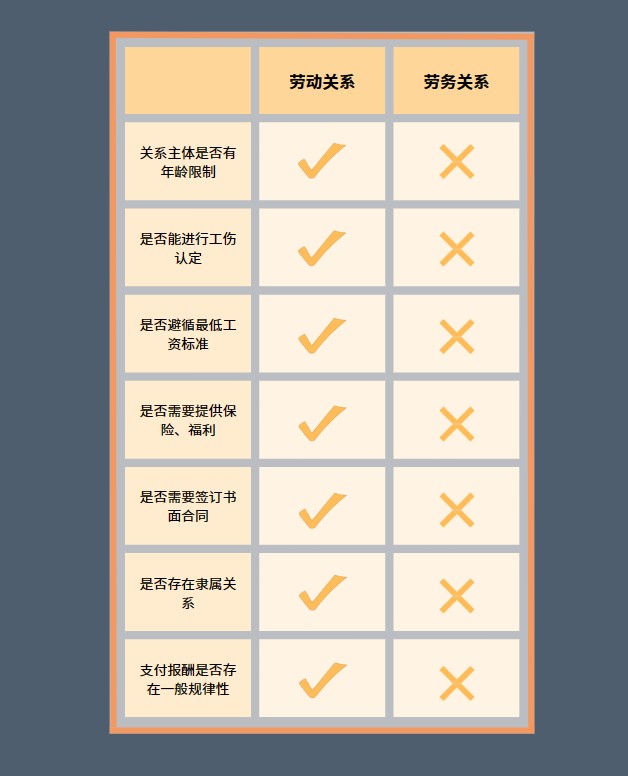 劳动关系
劳务关系
关系主体是否有
年龄限制
是否能进行工伤
认定
是否避循最低工
资标准
是否需要提供保
险、福利
是否需要签订书
面合同
是否存在隶属关
系
支付报酬是否存
在一般规律性